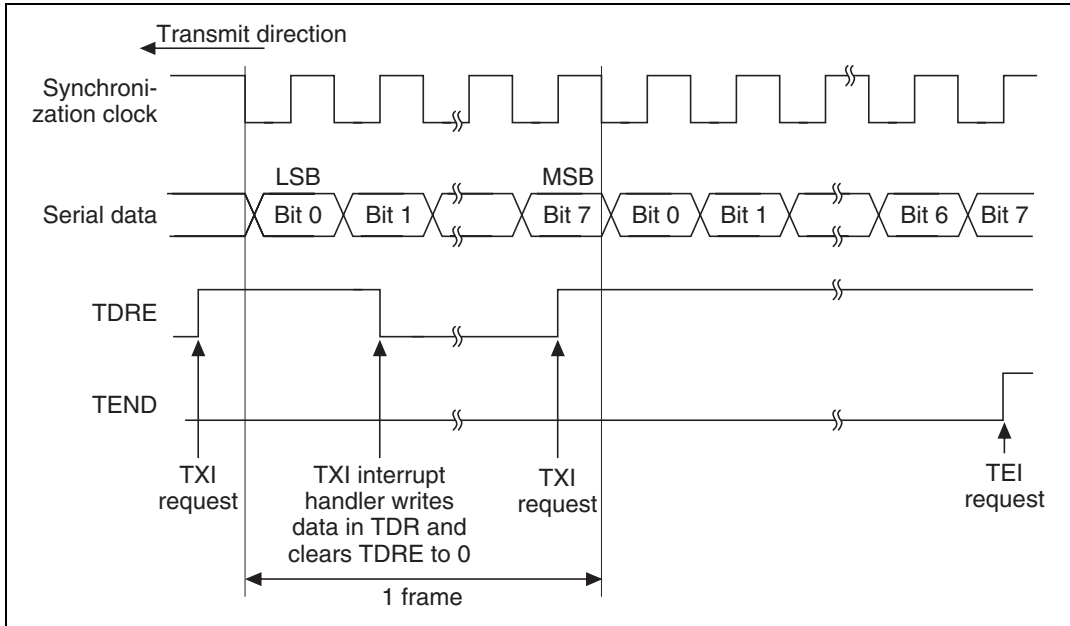 Transmit direction
Synchroni-
zation clock
LSB
MSB
Serial data
Bit 0
Bit 1
Bit 7
Bit 0
Bit 1
Bit 6
Bit 7
TDRE
TEND
TXI
request
TXI interrupt
handler writes
data in TDR and
clears TDRE to 0
TXI
request
TEI
request
1 frame